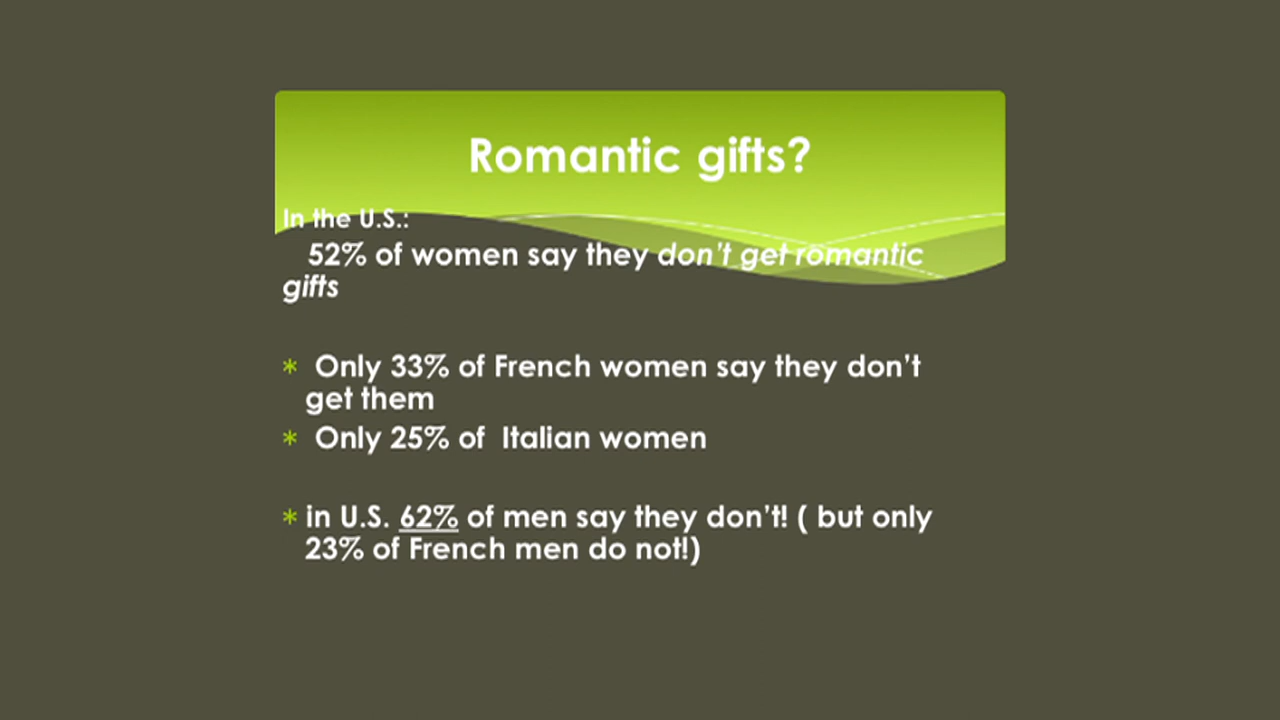 Romantic gifts?
In the U.S.:
52% of women say they don't get romantic
gifts
* Only 33% of French women say they don't
get them
* Only 25% of Italian women
* in U.S. 62% of men say they don't! ( but only
23% of French men do not!)